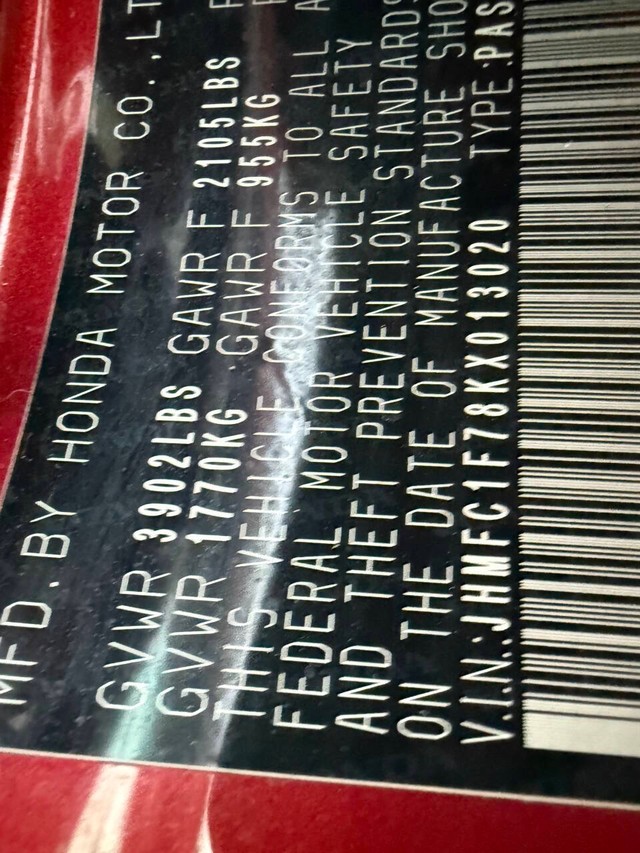 MFD.BY HONDA MOTOR CO.,LT
GVWR 3902LBS GAWR F 2105LBS
GVWR 1770KG GAWR F 955KG
THIS VEHICLE CONFORMS TO ALL A
FEDERAL MOTOR VEHICLE SAFETY
AND THEFT PREVENTION STANDARDS
ON THE DATE OF MANUFACTURE SHO
V.I.N.:JHMFC1F78KX013020 TYPE:PAS